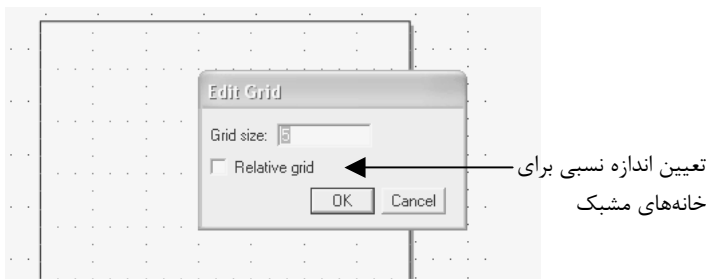 Edit Grid
Grid size: 5
Relative grid
OK Cancel
تعیین اندازه نسبی برای
خانه‌های مشبک